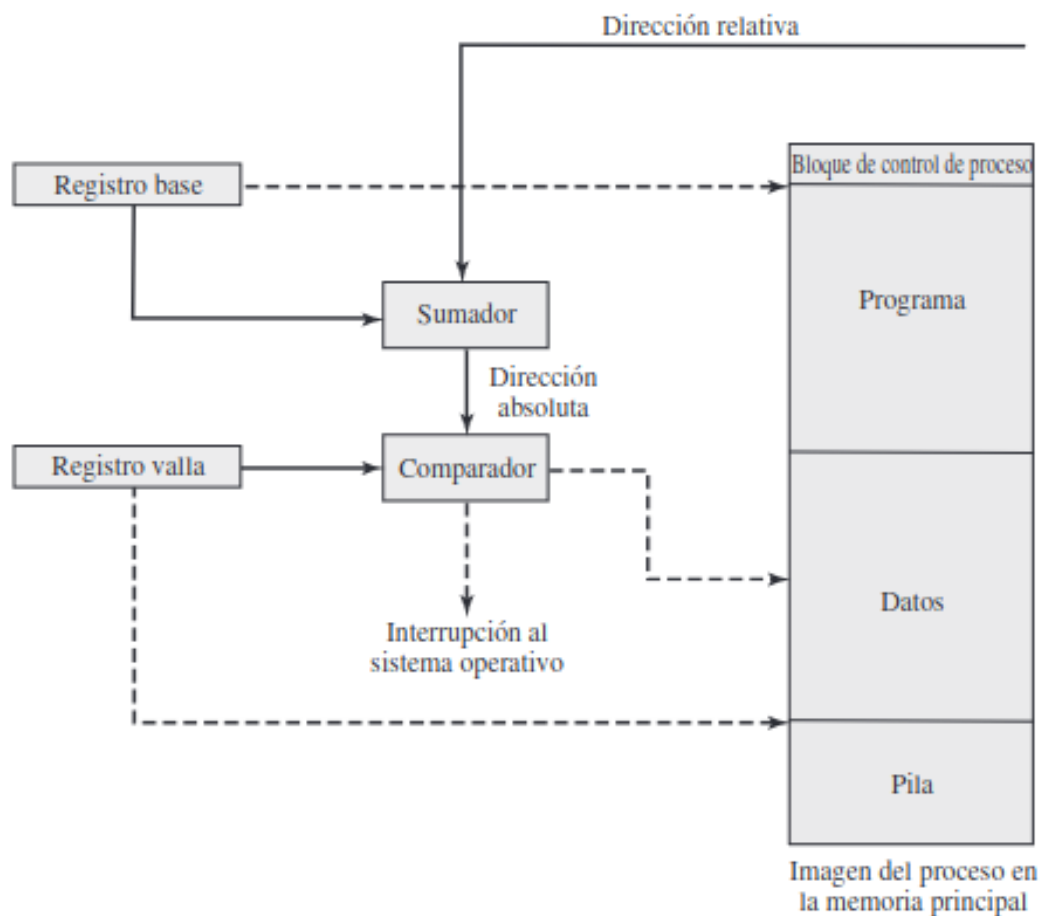 Dirección relativa
Bloque de control de proceso
Registro base
Programa
Sumador
Dirección
absoluta
Registro valla
Comparador
Datos
Interrupción al
sistema operativo
Pila
Imagen del proceso en
la memoria principal